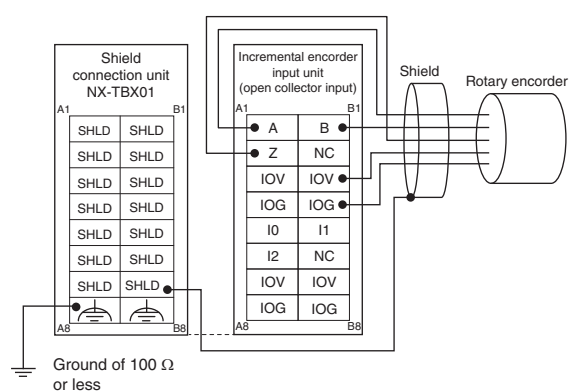 Shield
connection unit
NX-TBX01
A1 B1
SHLD SHLD
SHLD SHLD
SHLD SHLD
SHLD SHLD
SHLD SHLD
SHLD SHLD
SHLD SHLD
A8 B8
Ground of 100 Ω
or less
Incremental encorder
input unit
(open collector input)
A1 B1
A B
Z NC
IOV IOV
IOG IOG
I0 I1
I2 NC
IOV IOV
IOG IOG
A8 B8
Shield
Rotary encorder